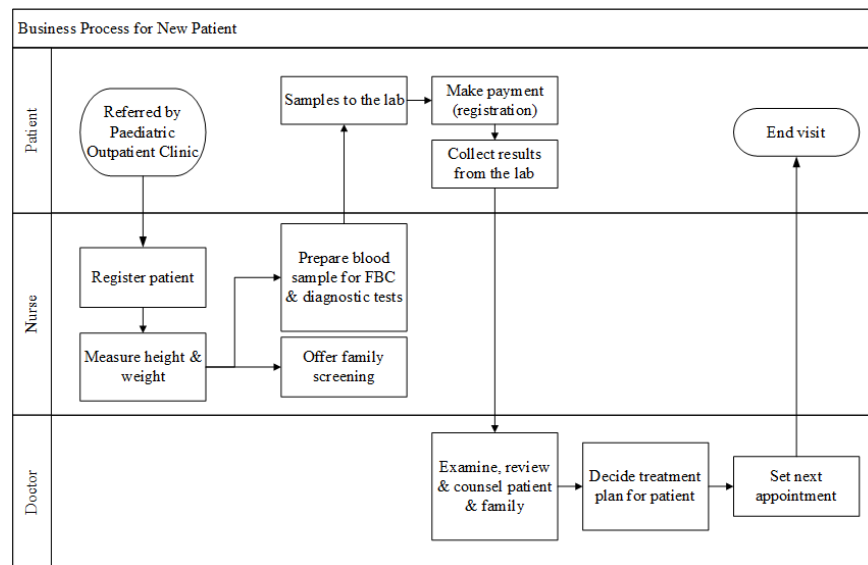 Business Process for New Patient
Patient
Referred by
Paediatric
Outpatient Clinic
Samples to the lab
Make payment
(registration)
Collect results
from the lab
End visit
Nurse
Register patient
Measure height &
weight
Prepare blood
sample for FBC
& diagnostic tests
Offer family
screening
Doctor
Examine, review
& counsel patient
& family
Decide treatment
plan for patient
Set next
appointment